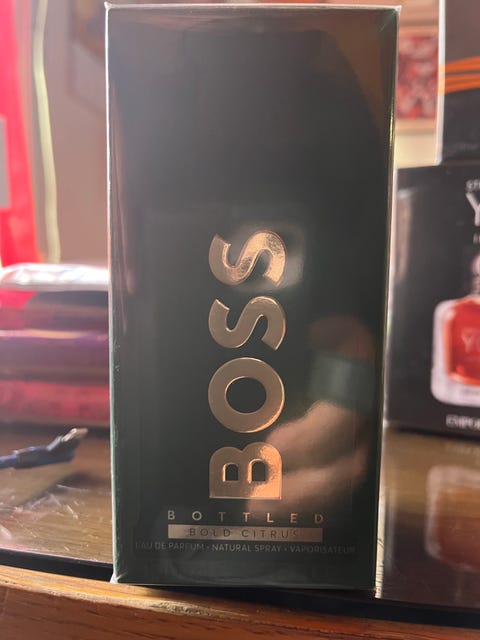 BOSS
BOTTLED
BOLD CITRUS
EAU DE PARFUM • NATURAL SPRAY • VAPORISATEUR